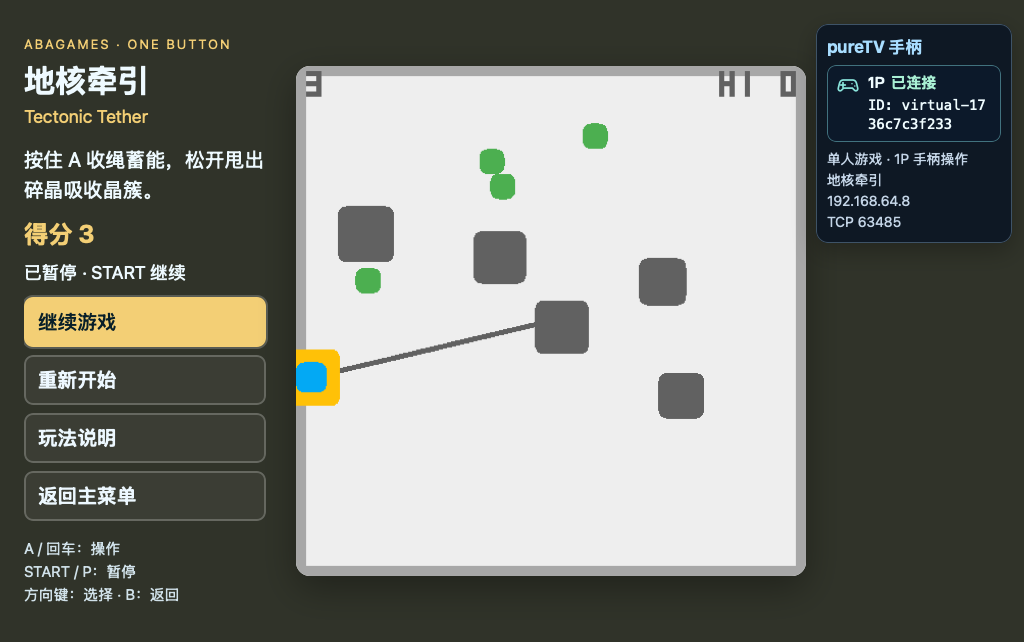 ABAGAMES · ONE BUTTON
地核牵引
Tectonic Tether
按住 A 收绳蓄能，松开甩出
碎晶吸收晶簇。
得分 3
已暂停 · START 继续
继续游戏
重新开始
玩法说明
返回主菜单
A / 回车：操作
START / P：暂停
方向键：选择 · B：返回
3
HI 0
pureTV 手柄
1P 已连接
ID: virtual-17
36c7c3f233
单人游戏 · 1P 手柄操作
地核牵引
192.168.64.8
TCP 63485